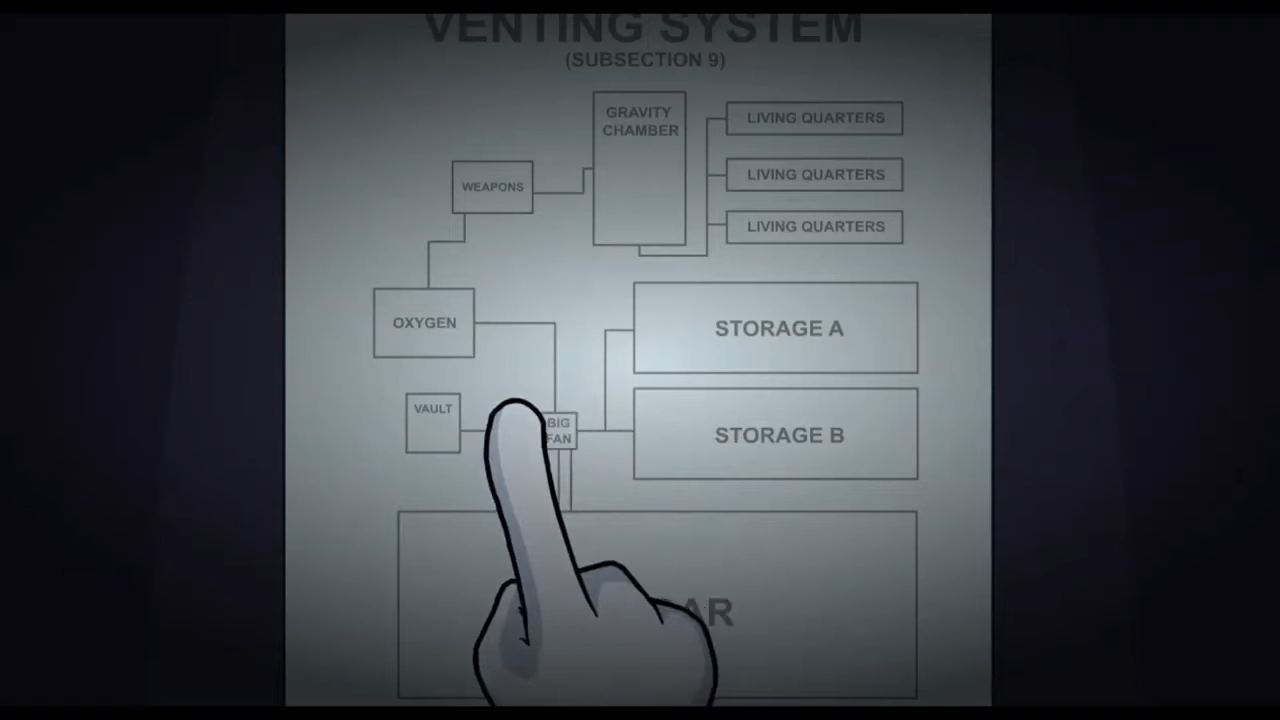 VENTING SYSTEM
(SUBSECTION 9)
GRAVITY
CHAMBER
LIVING QUARTERS
WEAPONS
LIVING QUARTERS
LIVING QUARTERS
OXYGEN
STORAGE A
VAULT
BIG
FAN
STORAGE B